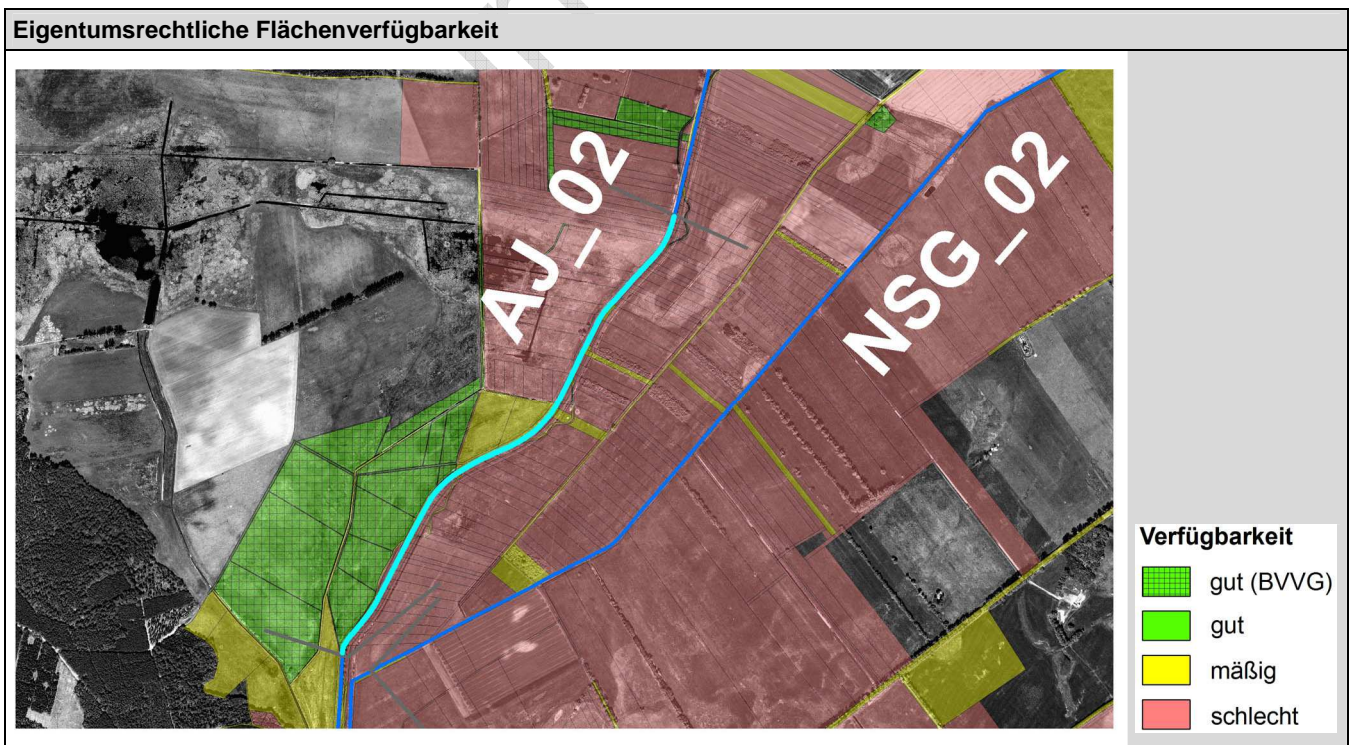 Eigentumsrechtliche Flächenverfügbarkeit
AJ_02
NSG_02
Verfügbarkeit
gut (BVVG)
gut
mäßig
schlecht